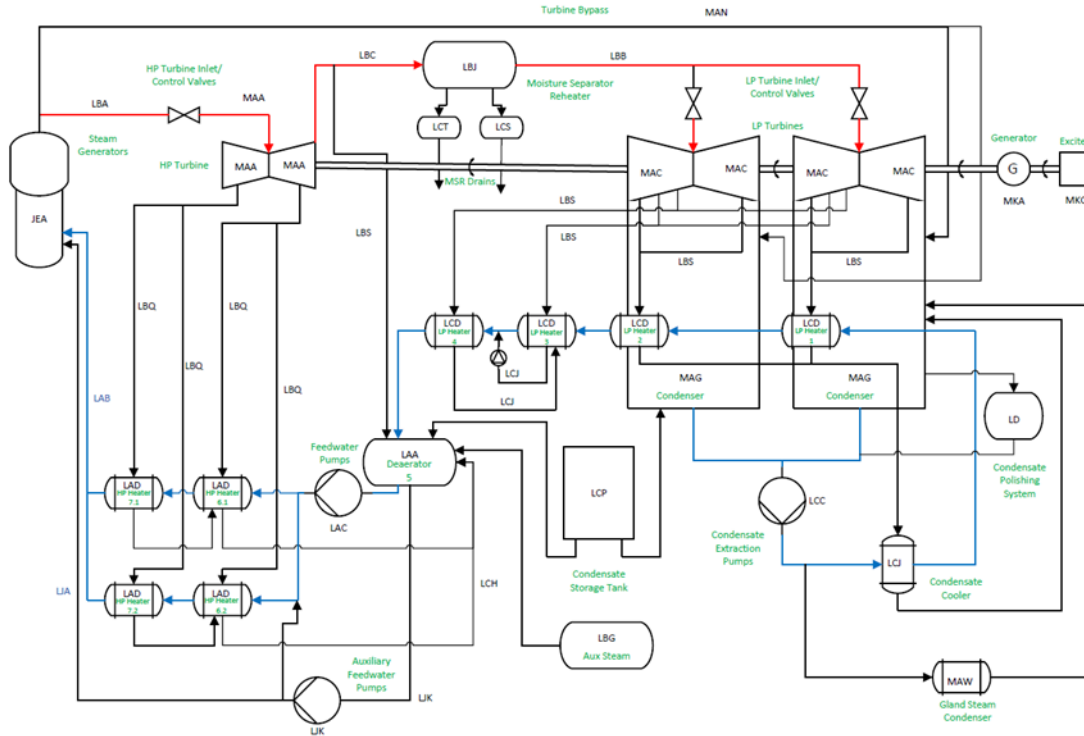 Turbine Bypass
MAN
LBC
LBJ
LBB
HP Turbine Inlet/
Control Valves
LBA
MAA
Moisture Separator
Reheater
LP Turbine Inlet/
Control Valves
LCT
LCS
Steam
Generators
HP Turbine
MAA
MAA
LP Turbines
Generator
MAC
MAC
MAC
MAC
G
MSR Drains
MKA
JEA
LBS
LBS
LBS
LBS
LBS
LBQ
LBQ
LBQ
LBQ
LCD
LP Heater
4
LCD
LP Heater
3
LCD
LP Heater
2
LCD
LP Heater
1
LCJ
LCJ
MAG
Condenser
MAG
Condenser
LAB
LD
Condensate
Polishing
System
Feedwater
Pumps
LAA
Deaerator
5
LAD
HP Heater
7.1
LAD
HP Heater
6.1
LAC
LCP
LCC
Condensate
Extraction
Pumps
LCJ
Condensate
Cooler
Condensate
Storage Tank
LJA
LCH
LAD
HP Heater
7.2
LAD
HP Heater
6.2
LBG
Aux Steam
Auxiliary
Feedwater
Pumps
LJK
LJK
MAW
Gland Steam
Condenser